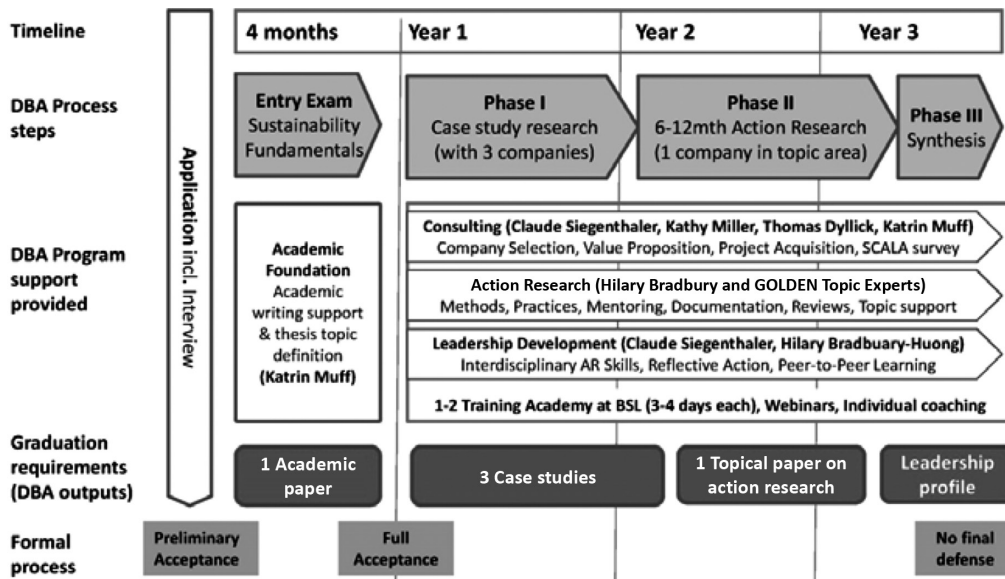 Timeline
4 months
Year 1
Year 2
Year 3
Application incl. Interview
DBA Process
steps
Entry Exam
Sustainability
Fundamentals
Phase I
Case study research
(with 3 companies)
Phase II
6-12mth Action Research
(1 company in topic area)
Phase III
Synthesis
DBA Program
support
provided
Academic
Foundation
Academic
writing support
& thesis topic
definition
(Katrin Muff)
Consulting (Claude Siegenthaler, Kathy Miller, Thomas Dyllick, Katrin Muff)
Company Selection, Value Proposition, Project Acquisition, SCALA survey
Action Research (Hilary Bradbury and GOLDEN Topic Experts)
Methods, Practices, Mentoring, Documentation, Reviews, Topic support
Leadership Development (Claude Siegenthaler, Hilary Bradbuary-Huong)
Interdisciplinary AR Skills, Reflective Action, Peer-to-Peer Learning
1-2 Training Academy at BSL (3-4 days each), Webinars, Individual coaching
Graduation
requirements
(DBA outputs)
1 Academic
paper
3 Case studies
1 Topical paper on
action research
Leadership
profile
Formal
process
Preliminary
Acceptance
Full
Acceptance
No final
defense